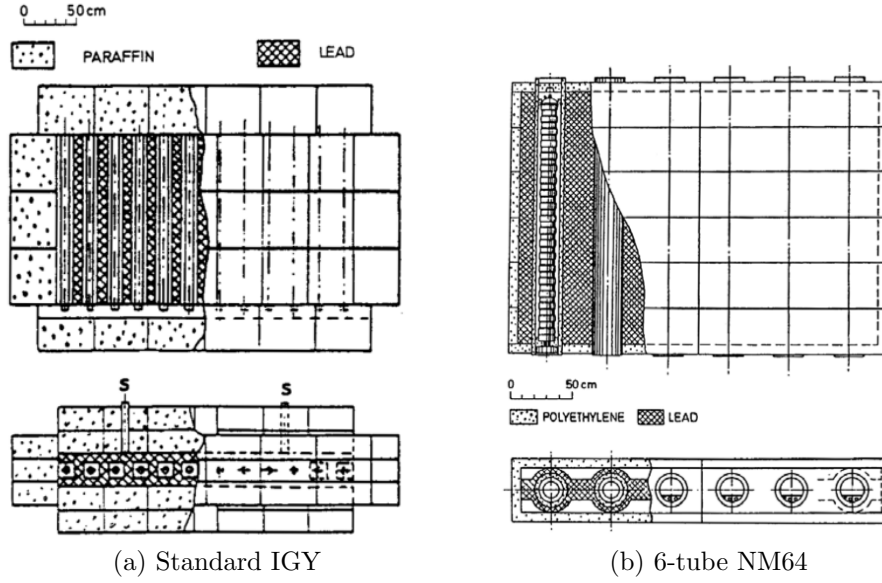 0 50cm
PARAFFIN LEAD
S S
(a) Standard IGY
0 50cm
POLYETHYLENE LEAD
(b) 6-tube NM64